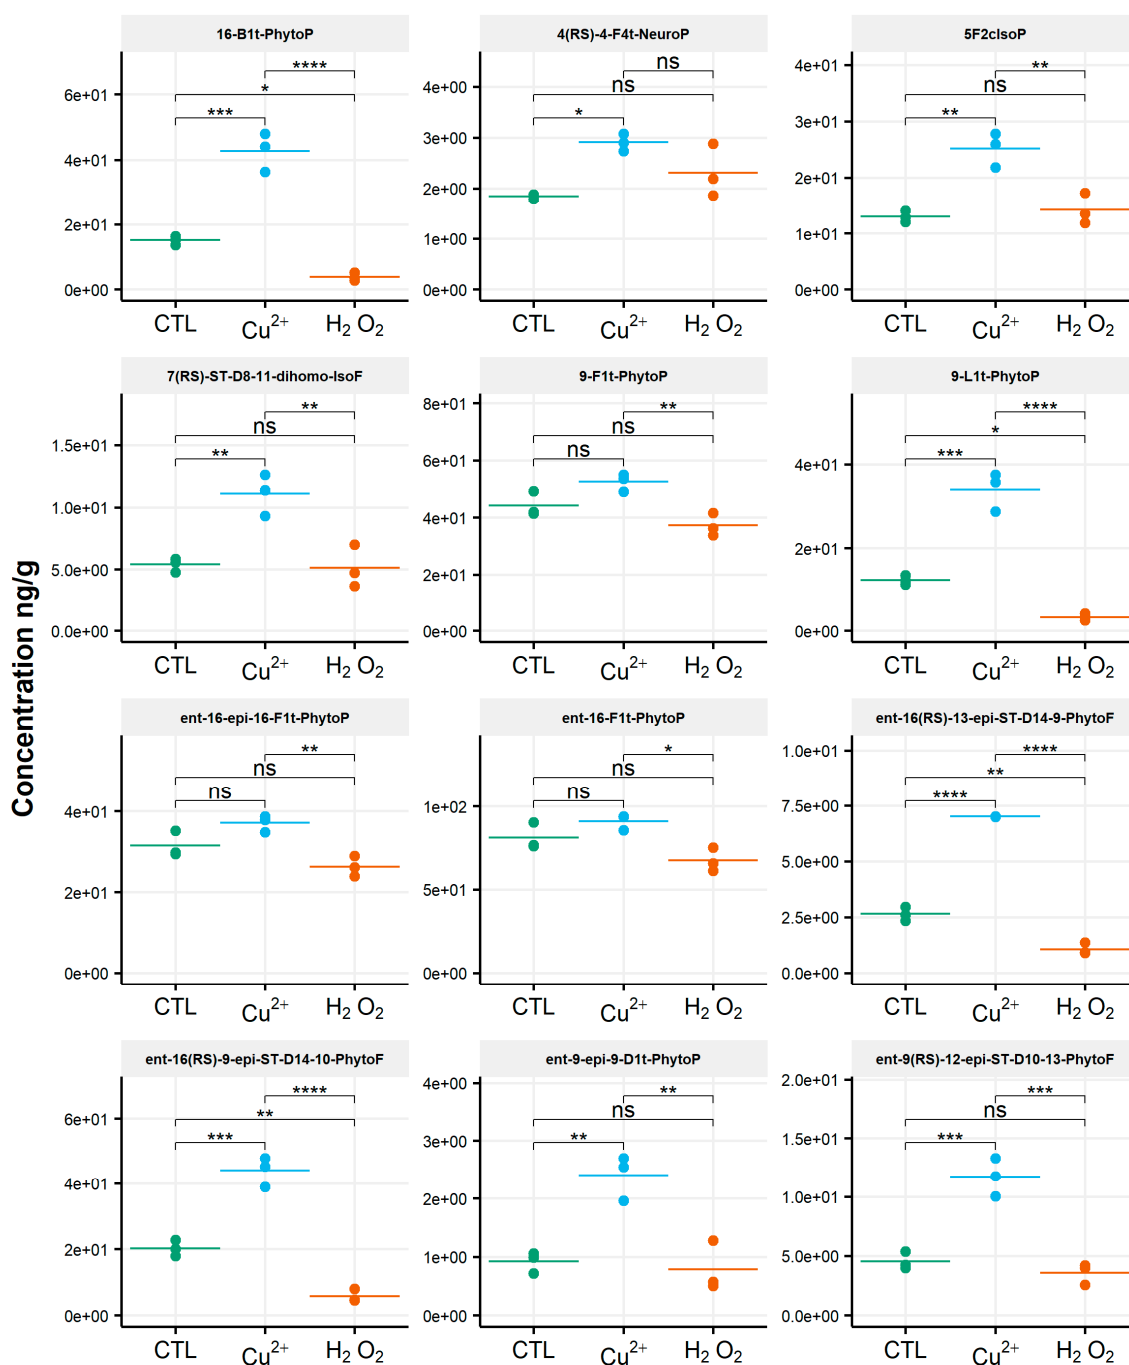 16-B1t-PhytoP
4(RS)-4-F4t-NeuroP
5F2cIsoP
****
*
***
6e+01
4e+01
2e+01
0e+00
CTL
Cu²⁺
H₂ O₂
ns
ns
*
4e+00
3e+00
2e+00
1e+00
0e+00
CTL
Cu²⁺
H₂ O₂
**
ns
**
4e+01
3e+01
2e+01
1e+01
0e+00
CTL
Cu²⁺
H₂ O₂
Concentration ng/g
7(RS)-ST-D8-11-dihomo-IsoF
9-F1t-PhytoP
9-L1t-PhytoP
**
ns
**
1.5e+01
1.0e+01
5.0e+00
0.0e+00
CTL
Cu²⁺
H₂ O₂
**
ns
ns
8e+01
6e+01
4e+01
2e+01
0e+00
CTL
Cu²⁺
H₂ O₂
****
*
***
4e+01
2e+01
0e+00
CTL
Cu²⁺
H₂ O₂
ent-16-epi-16-F1t-PhytoP
ent-16-F1t-PhytoP
ent-16(RS)-13-epi-ST-D14-9-PhytoF
**
ns
ns
4e+01
2e+01
0e+00
CTL
Cu²⁺
H₂ O₂
*
ns
ns
1e+02
5e+01
0e+00
CTL
Cu²⁺
H₂ O₂
****
**
****
1.0e+01
7.5e+00
5.0e+00
2.5e+00
0.0e+00
CTL
Cu²⁺
H₂ O₂
ent-16(RS)-9-epi-ST-D14-10-PhytoF
ent-9-epi-9-D1t-PhytoP
ent-9(RS)-12-epi-ST-D10-13-PhytoF
****
**
***
6e+01
4e+01
2e+01
0e+00
CTL
Cu²⁺
H₂ O₂
**
ns
**
4e+00
3e+00
2e+00
1e+00
0e+00
CTL
Cu²⁺
H₂ O₂
***
ns
***
2.0e+01
1.5e+01
1.0e+01
5.0e+00
0.0e+00
CTL
Cu²⁺
H₂ O₂